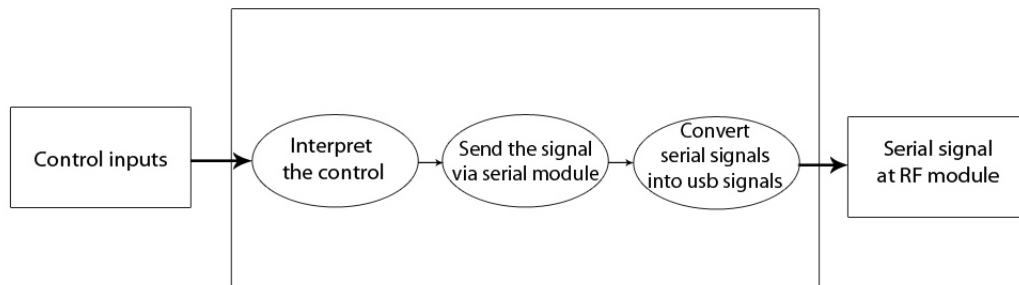 Control inputs
Interpret
the control
Send the signal
via serial module
Convert
serial signals
into usb signals
Serial signal
at RF module